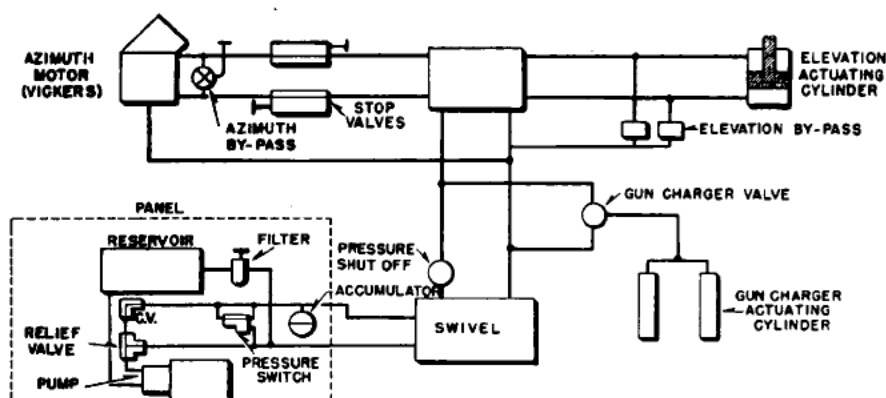 AZIMUTH
MOTOR
(VICKERS)
STOP
VALVES
AZIMUTH
BY-PASS
ELEVATION
ACTUATING
CYLINDER
ELEVATION BY-PASS
GUN CHARGER VALVE
PANEL
RESERVOIR
FILTER
PRESSURE
SHUT OFF
ACCUMULATOR
C.V.
RELIEF
VALVE
PRESSURE
SWITCH
PUMP
SWIVEL
GUN CHARGER
ACTUATING
CYLINDER